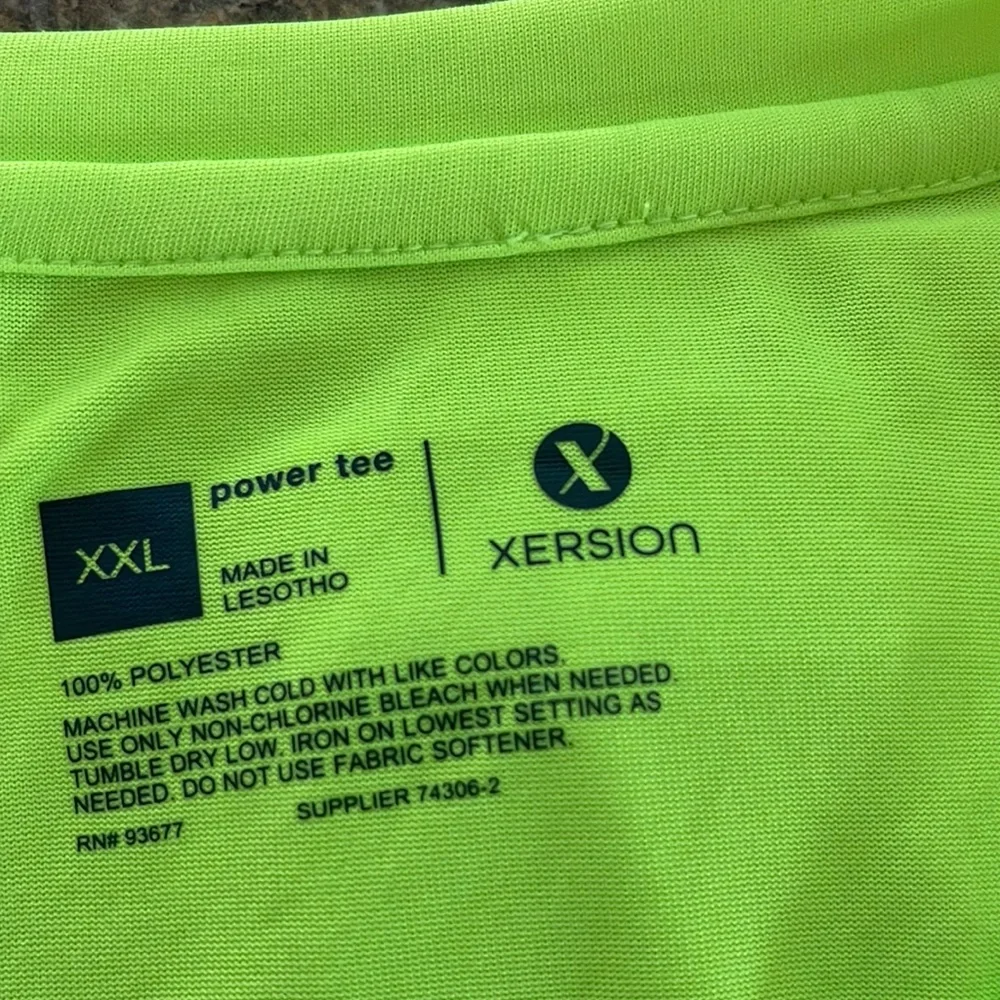 XXL
power tee
MADE IN
LESOTHO
X
XERSION
100% POLYESTER
MACHINE WASH COLD WITH LIKE COLORS.
USE ONLY NON-CHLORINE BLEACH WHEN NEEDED.
TUMBLE DRY LOW. IRON ON LOWEST SETTING AS
NEEDED. DO NOT USE FABRIC SOFTENER.
RN# 93677 SUPPLIER 74306-2